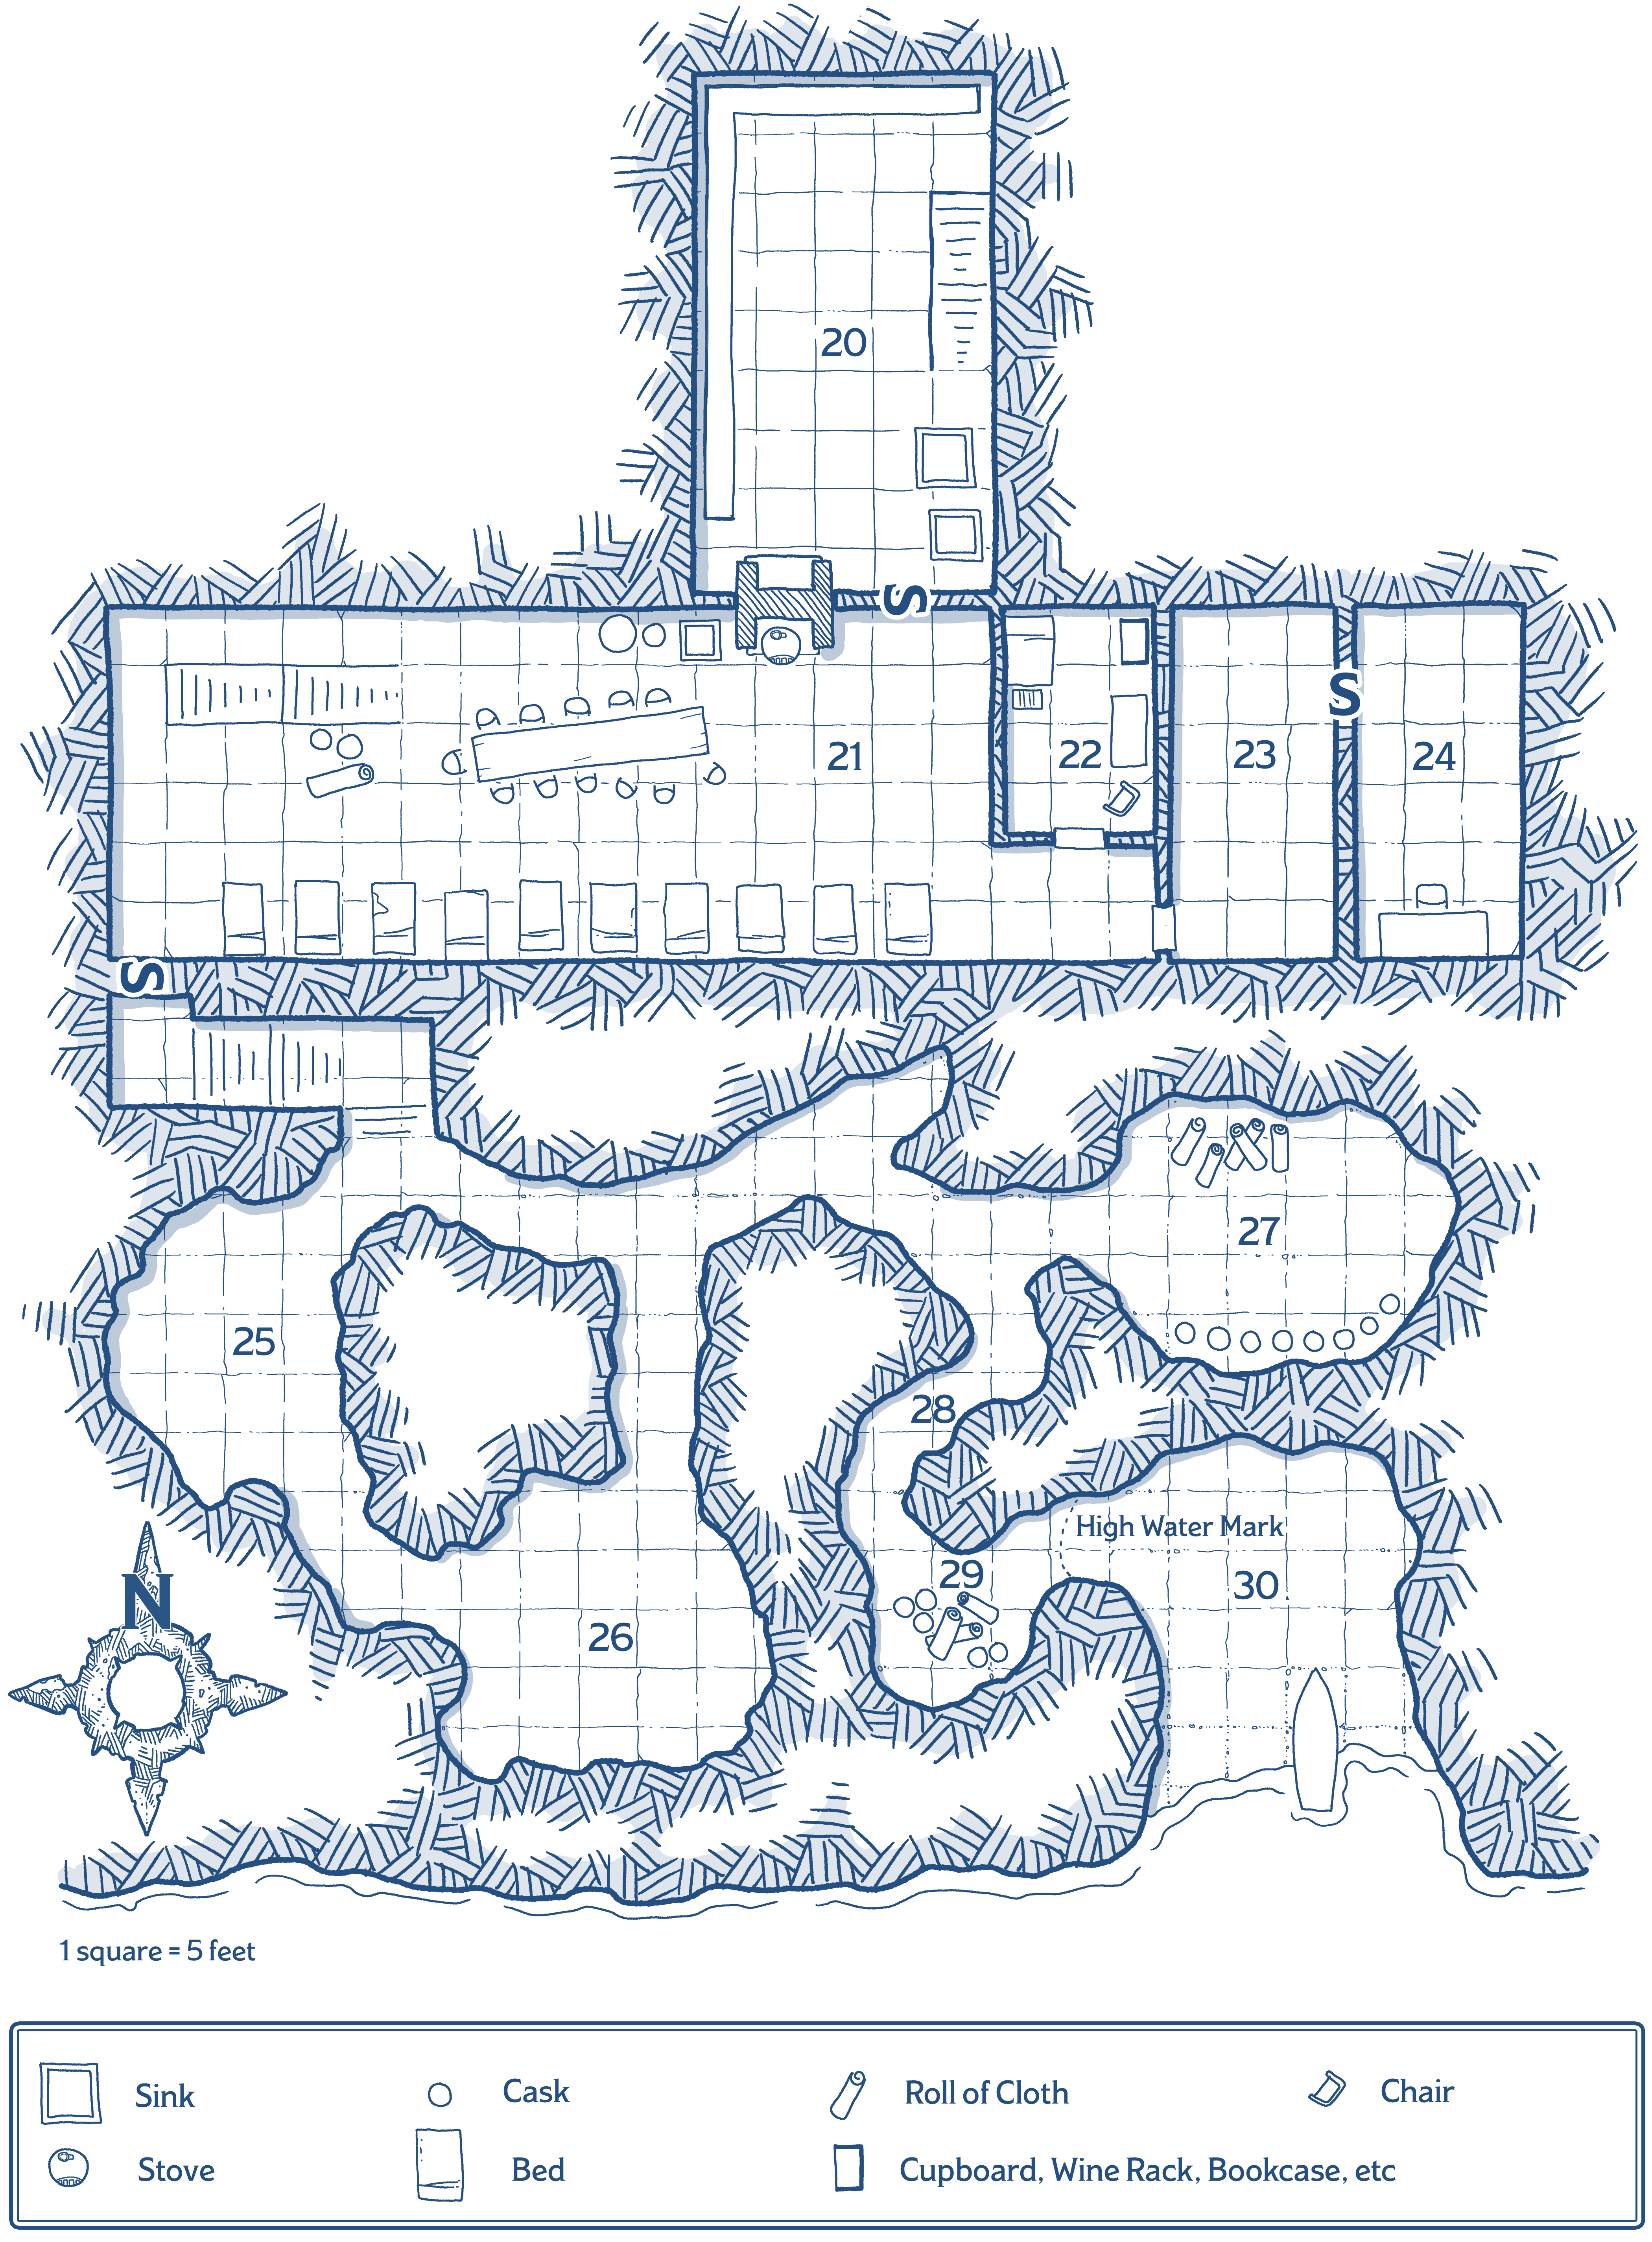 20
S
S
21
22
23
24
S
27
25
28
High Water Mark
29
30
N
26
1 square = 5 feet
Sink
Cask
Roll of Cloth
Chair
Stove
Bed
Cupboard, Wine Rack, Bookcase, etc